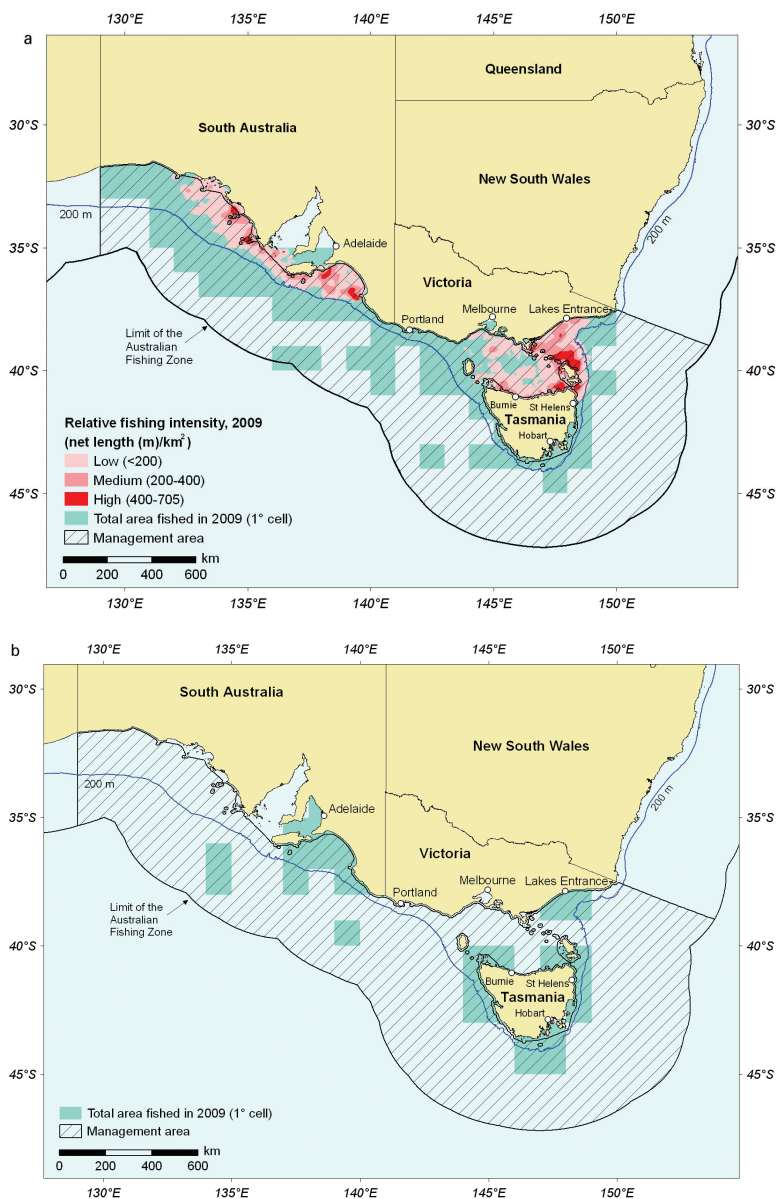 a
130°E 135°E 140°E 145°E 150°E
Queensland
South Australia
30°S 30°S
New South Wales
200 m
200 m
35°S 35°S
Adelaide
Victoria
Melbourne Lakes Entrance
Portland
Limit of the
Australian
Fishing Zone
40°S 40°S
Burnie St Helens
Tasmania
Hobart
Relative fishing intensity, 2009
(net length (m)/km²)
Low (<200)
Medium (200-400)
High (400-705)
Total area fished in 2009 (1° cell)
Management area
45°S 45°S
km
0 200 400 600
130°E 135°E 140°E 145°E 150°E
b
130°E 135°E 140°E 145°E 150°E
30°S 30°S
South Australia
New South Wales
200 m
200 m
35°S 35°S
Adelaide
Victoria
Melbourne Lakes Entrance
Portland
Limit of the
Australian
Fishing Zone
40°S 40°S
Burnie St Helens
Tasmania
Hobart
45°S 45°S
Total area fished in 2009 (1° cell)
Management area
km
0 200 400 600
130°E 135°E 140°E 145°E 150°E